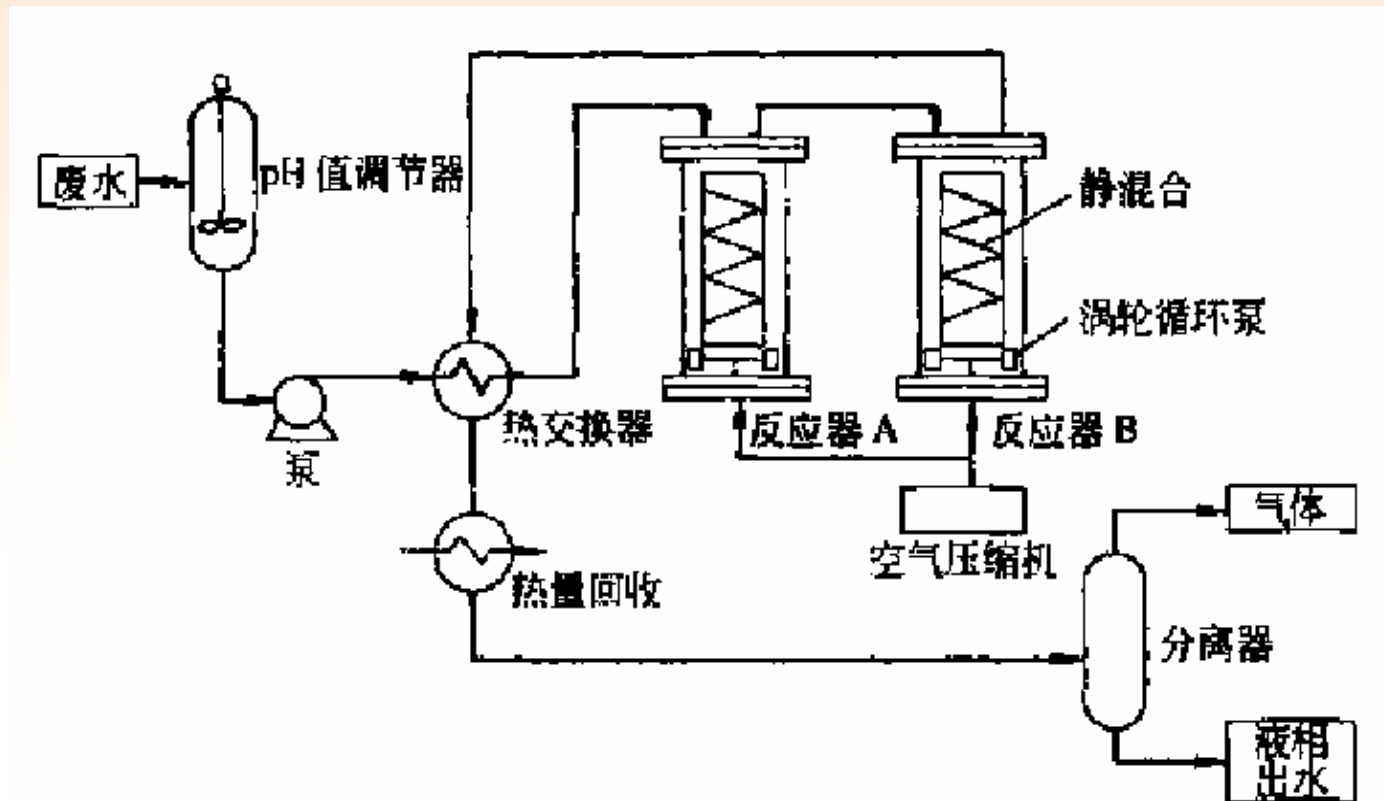 废水
pH 值调节器
静混合
涡轮循环泵
热交换器
反应器 A
反应器 B
泵
气体
空气压缩机
热量回收
分离器
液相
出水